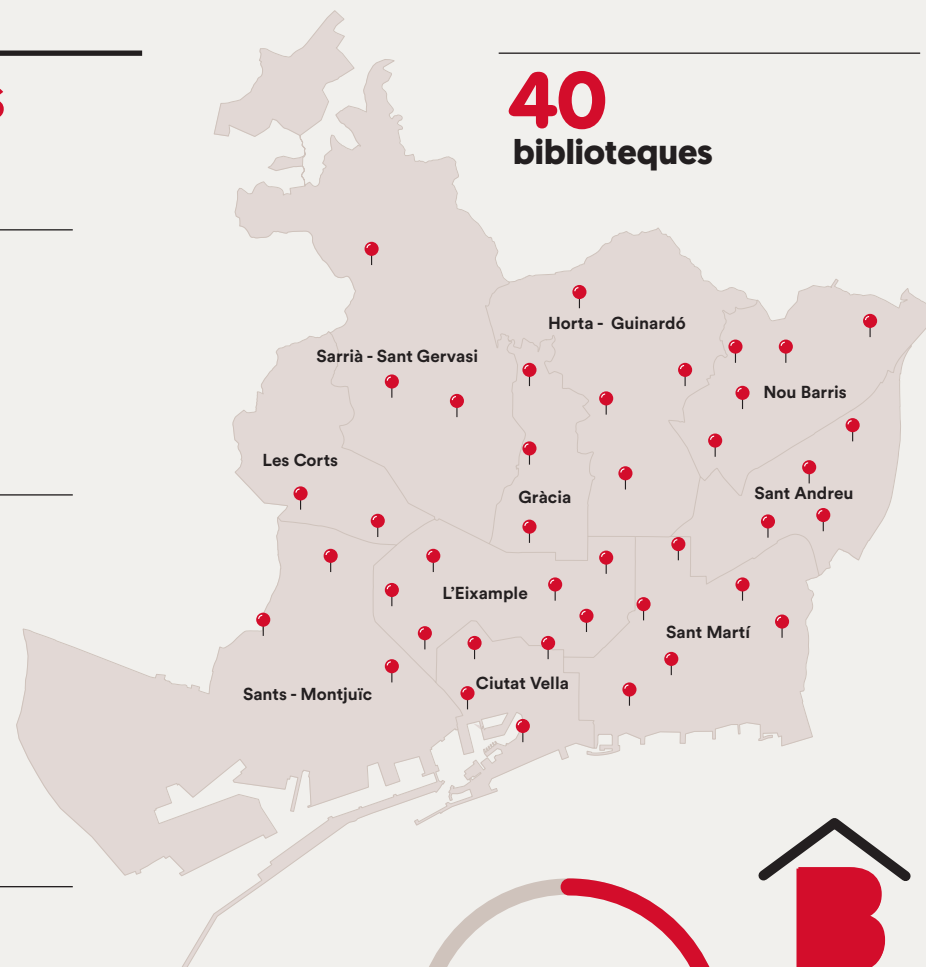 40
biblioteques
Horta - Guinardó
Sarrià - Sant Gervasi
Nou Barris
Les Corts
Sant Andreu
Gràcia
L'Eixample
Sant Martí
Ciutat Vella
Sants - Montjuïc
B